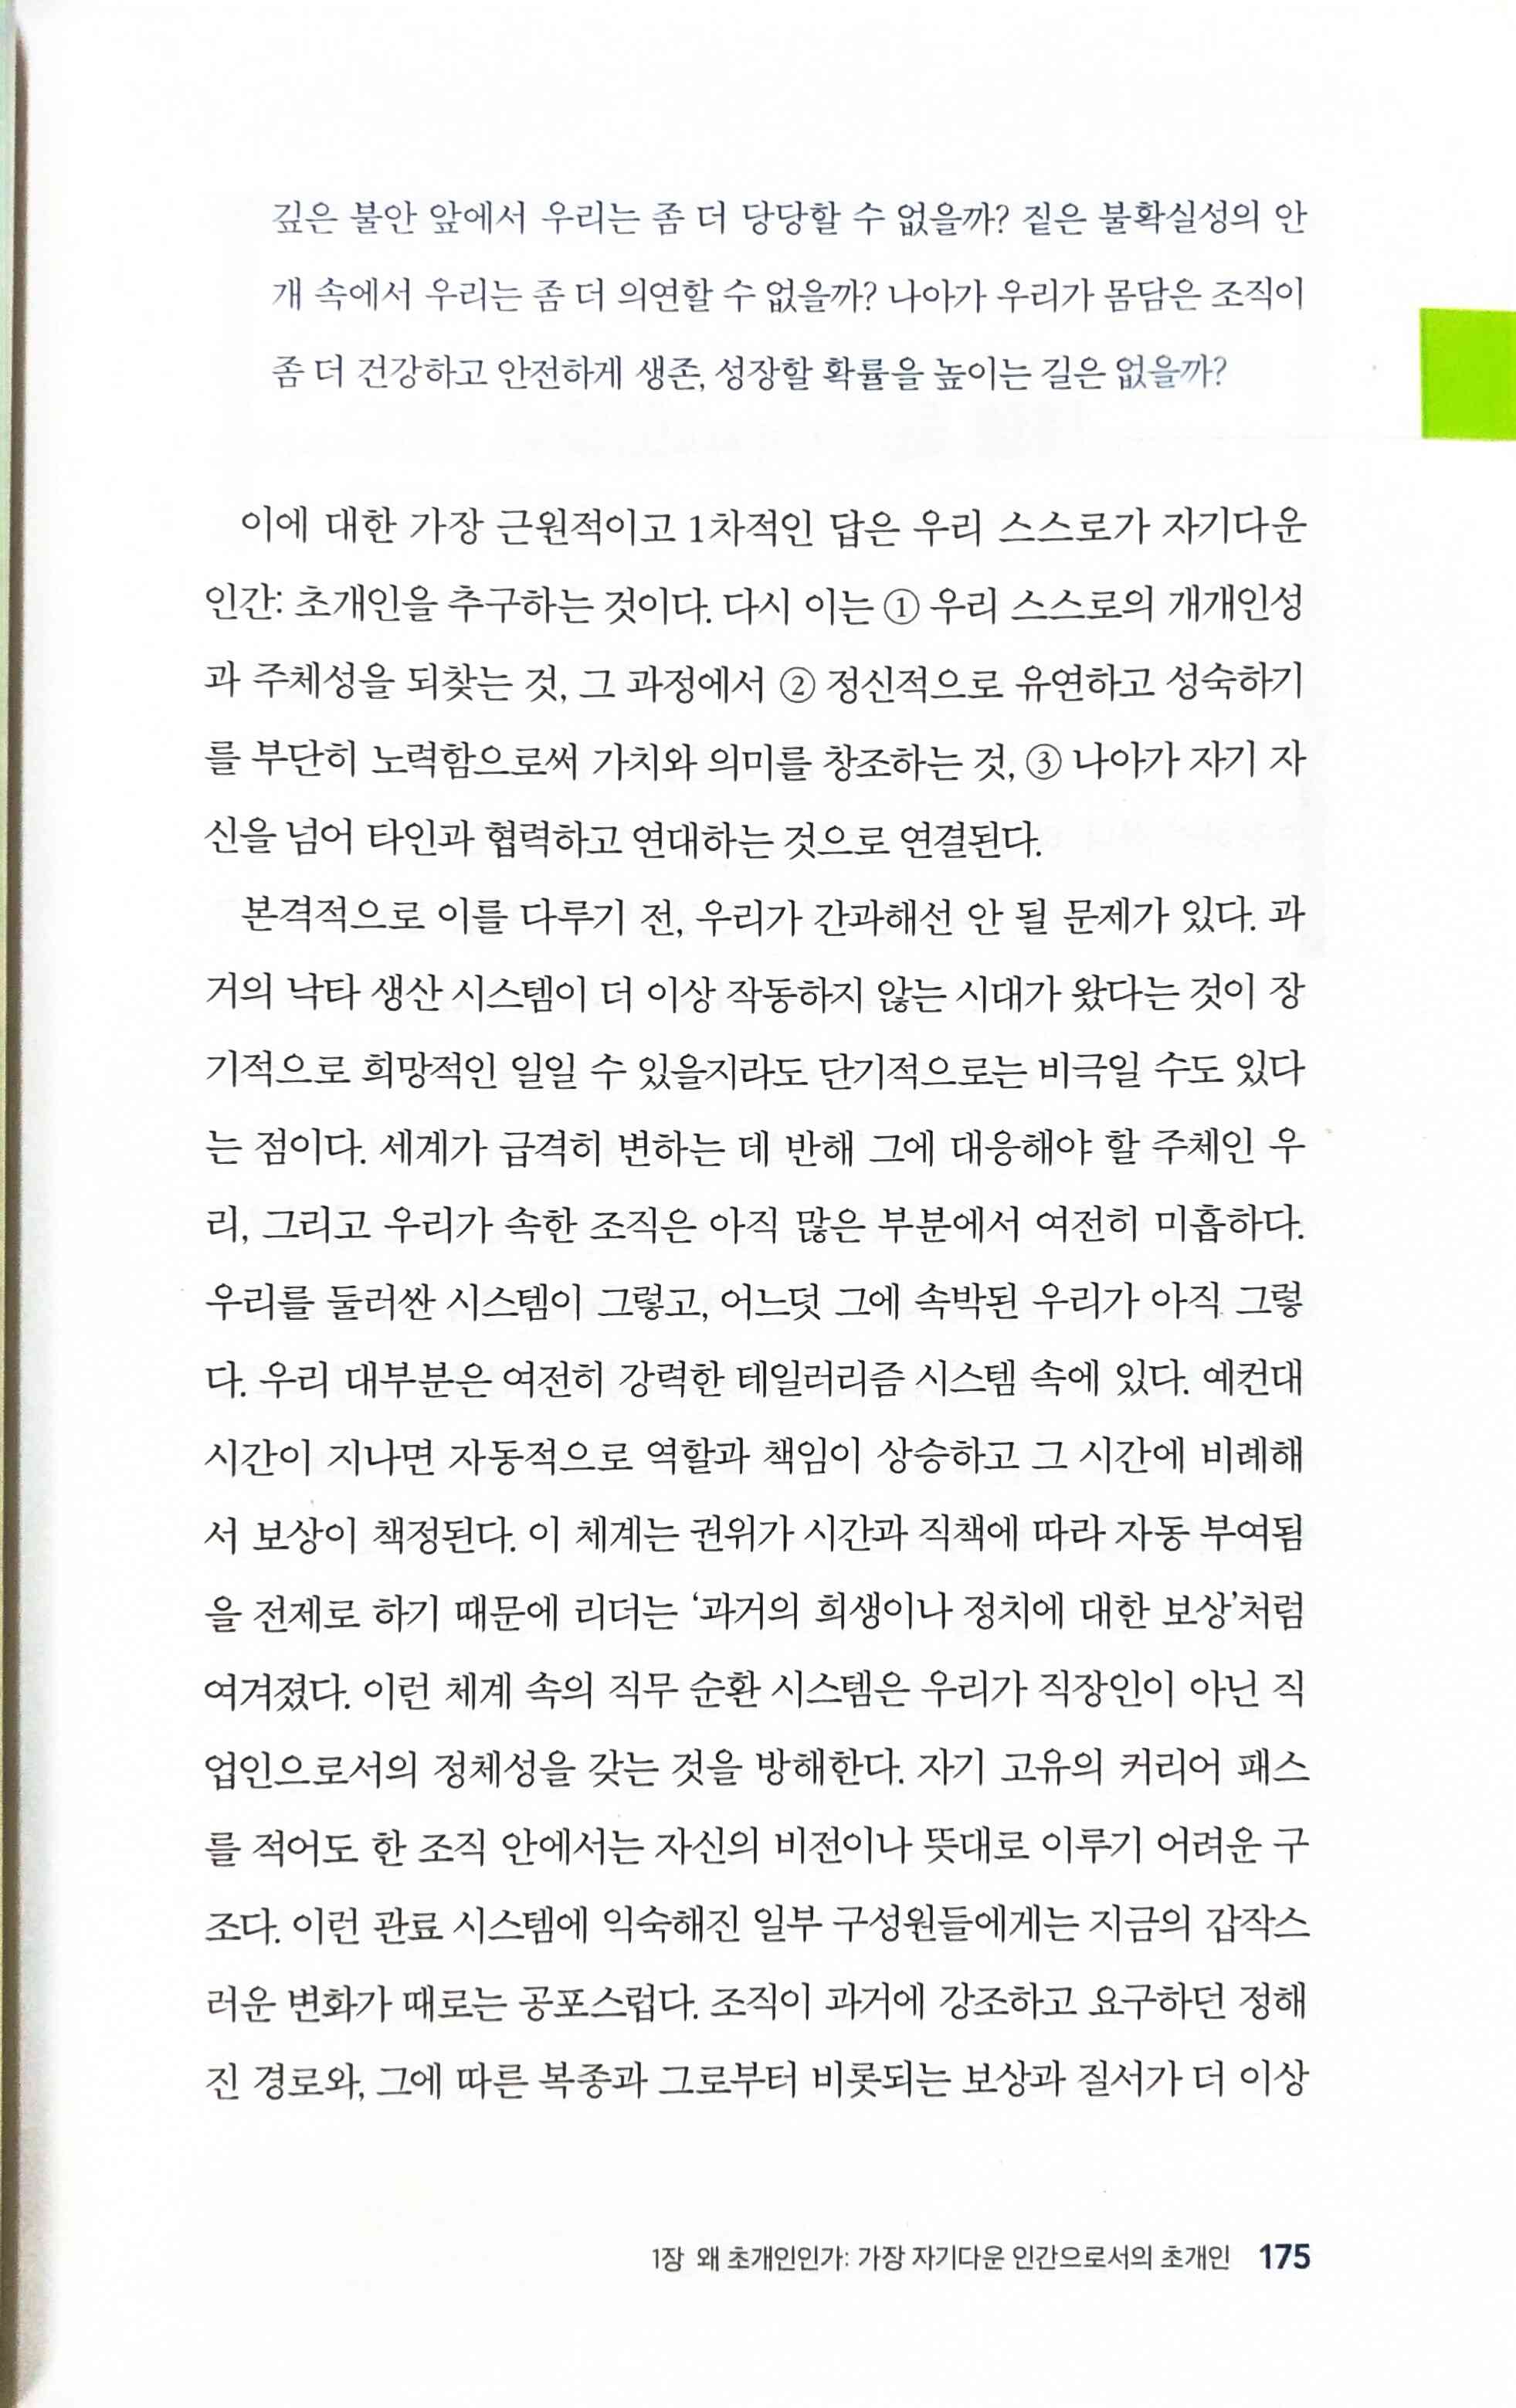 깊은 불안 앞에서 우리는 좀 더 당당할 수 없을까? 짙은 불확실성의 안
개 속에서 우리는 좀 더 의연할 수 없을까? 나아가 우리가 몸담은 조직이
좀 더 건강하고 안전하게 생존, 성장할 확률을 높이는 길은 없을까?
이에 대한 가장 근원적이고 1차적인 답은 우리 스스로가 자기다운
인간: 초개인을 추구하는 것이다. 다시 이는 ① 우리 스스로의 개개인성
과 주체성을 되찾는 것, 그 과정에서 ② 정신적으로 유연하고 성숙하기
를 부단히 노력함으로써 가치와 의미를 창조하는 것, ③ 나아가 자기 자
신을 넘어 타인과 협력하고 연대하는 것으로 연결된다.
본격적으로 이를 다루기 전, 우리가 간과해선 안 될 문제가 있다. 과
거의 낙타 생산 시스템이 더 이상 작동하지 않는 시대가 왔다는 것이 장
기적으로 희망적인 일일 수 있을지라도 단기적으로는 비극일 수도 있다
는 점이다. 세계가 급격히 변하는 데 반해 그에 대응해야 할 주체인 우
리, 그리고 우리가 속한 조직은 아직 많은 부분에서 여전히 미흡하다.
우리를 둘러싼 시스템이 그렇고, 어느덧 그에 속박된 우리가 아직 그렇
다. 우리 대부분은 여전히 강력한 테일러리즘 시스템 속에 있다. 예컨대
시간이 지나면 자동적으로 역할과 책임이 상승하고 그 시간에 비례해
서 보상이 책정된다. 이 체계는 권위가 시간과 직책에 따라 자동 부여됨
을 전제로 하기 때문에 리더는 ‘과거의 희생이나 정치에 대한 보상’처럼
여겨졌다. 이런 체계 속의 직무 순환 시스템은 우리가 직장인이 아닌 직
업인으로서의 정체성을 갖는 것을 방해한다. 자기 고유의 커리어 패스
를 적어도 한 조직 안에서는 자신의 비전이나 뜻대로 이루기 어려운 구
조다. 이런 관료 시스템에 익숙해진 일부 구성원들에게는 지금의 갑작스
러운 변화가 때로는 공포스럽다. 조직이 과거에 강조하고 요구하던 정해
진 경로와, 그에 따른 복종과 그로부터 비롯되는 보상과 질서가 더 이상
1장 왜 초개인인가: 가장 자기다운 인간으로서의 초개인 175